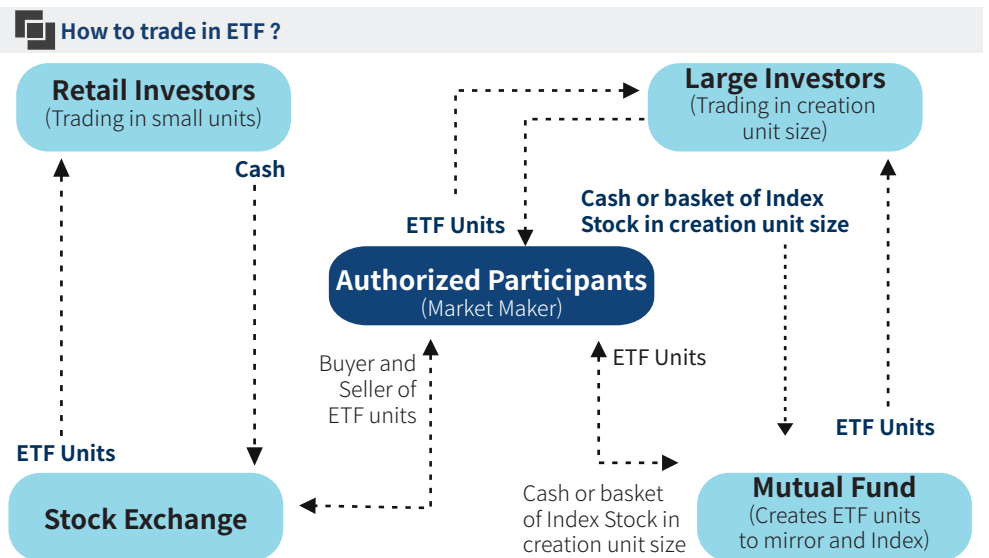 How to trade in ETF ?
Retail Investors
(Trading in small units)
Large Investors
(Trading in creation
unit size)
Cash
Cash or basket of Index
Stock in creation unit size
ETF Units
Authorized Participants
(Market Maker)
Buyer and
Seller of
ETF units
ETF Units
ETF Units
ETF Units
Stock Exchange
Cash or basket
of Index Stock in
creation unit size
Mutual Fund
(Creates ETF units
to mirror and Index)